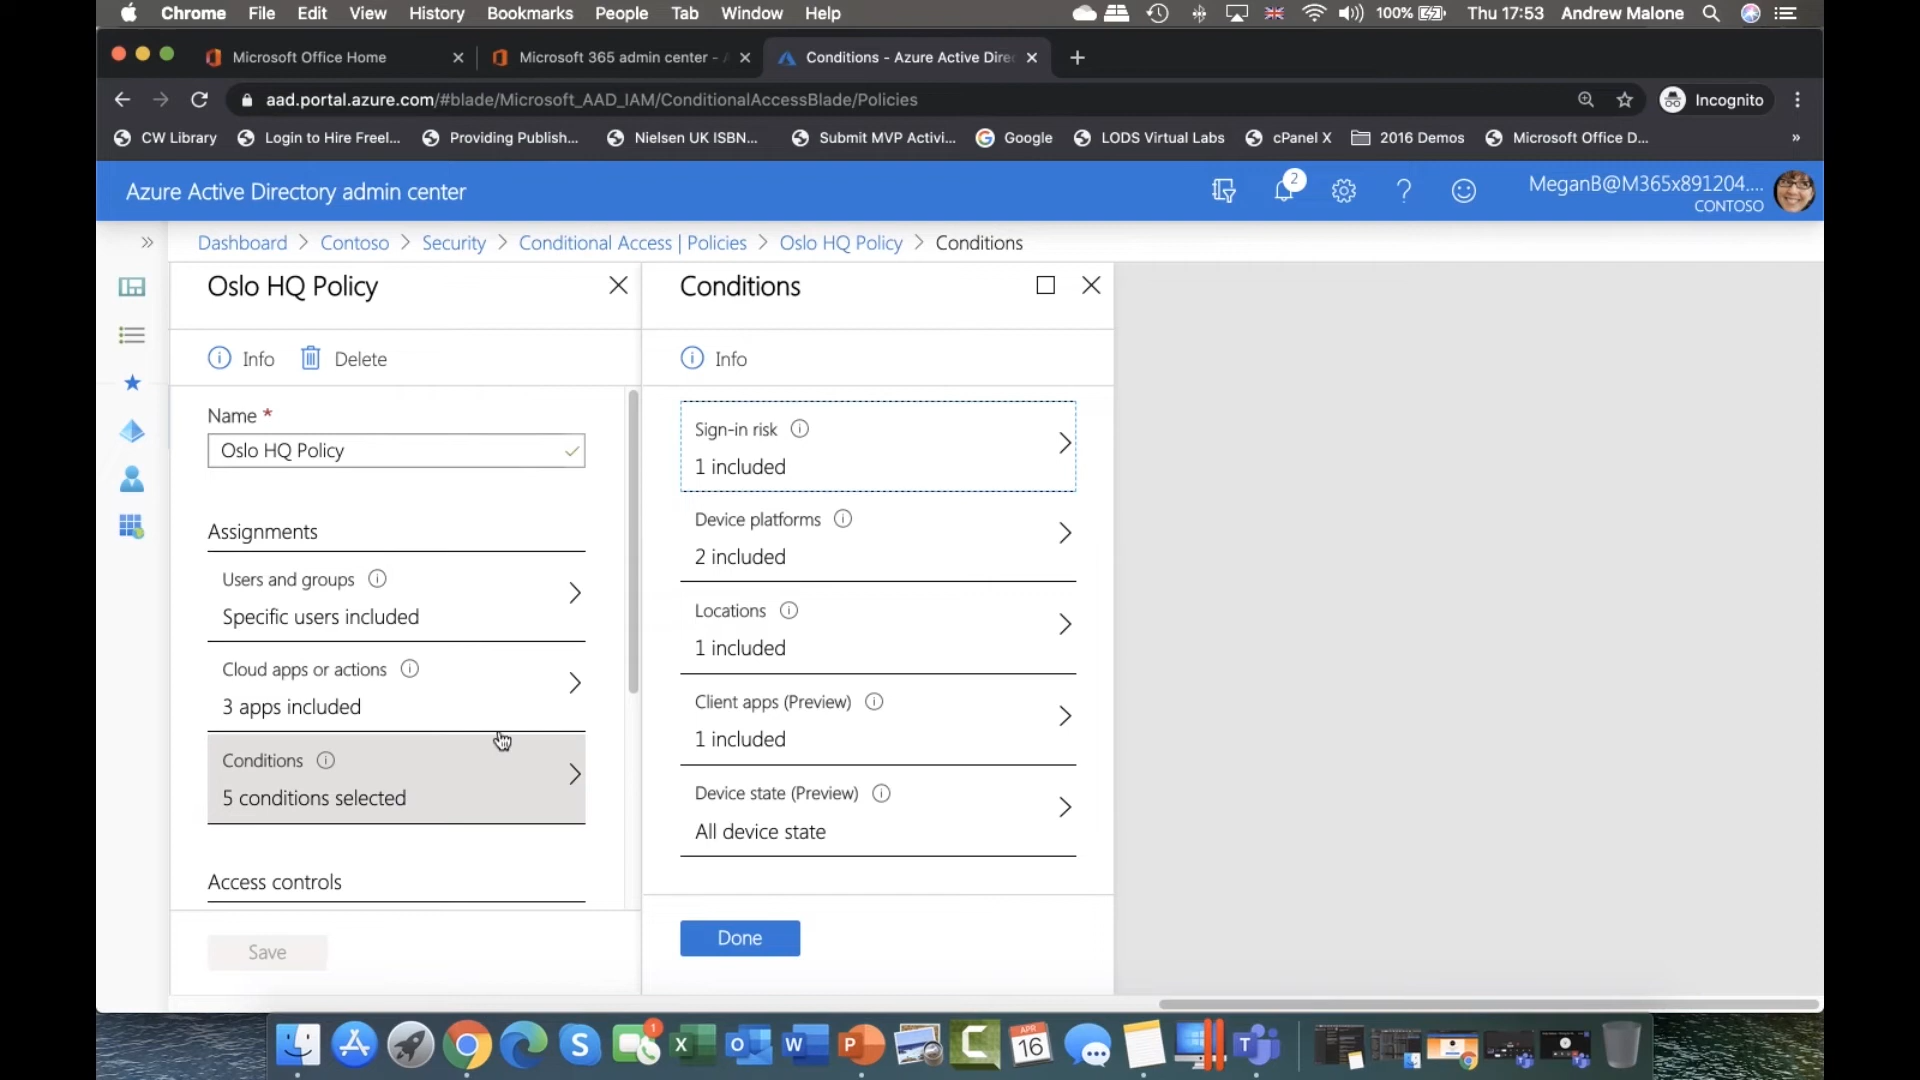 Chrome File Edit View History Bookmarks People Tab Window Help 100% Thu 17:53 Andrew Malone
Microsoft Office Home Microsoft 365 admin center - Conditions - Azure Active Dire
aad.portal.azure.com/#blade/Microsoft_AAD_IAM/ConditionalAccessBlade/Policies Incognito
CW Library Login to Hire Freel... Providing Publish... Nielsen UK ISBN... Submit MVP Activi... Google LODS Virtual Labs cPanel X 2016 Demos Microsoft Office D... »
Azure Active Directory admin center 2 MeganB@M365x891204....
CONTOSO
Dashboard > Contoso > Security > Conditional Access | Policies > Oslo HQ Policy > Conditions
Oslo HQ Policy
Info Delete
Name *
Oslo HQ Policy
Assignments
Users and groups
Specific users included
Cloud apps or actions
3 apps included
Conditions
5 conditions selected
Access controls
Save
Conditions
Info
Sign-in risk
1 included
Device platforms
2 included
Locations
1 included
Client apps (Preview)
1 included
Device state (Preview)
All device state
Done
1
APR
16